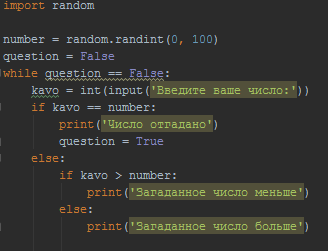 import random
number = random.randint(0, 100)
question = False
while question == False:
    kavo = int(input('Введите ваше число:'))
    if kavo == number:
        print('Число отгадано')
        question = True
    else:
        if kavo > number:
            print('Загаданное число меньше')
        else:
            print('Загаданное число больше')